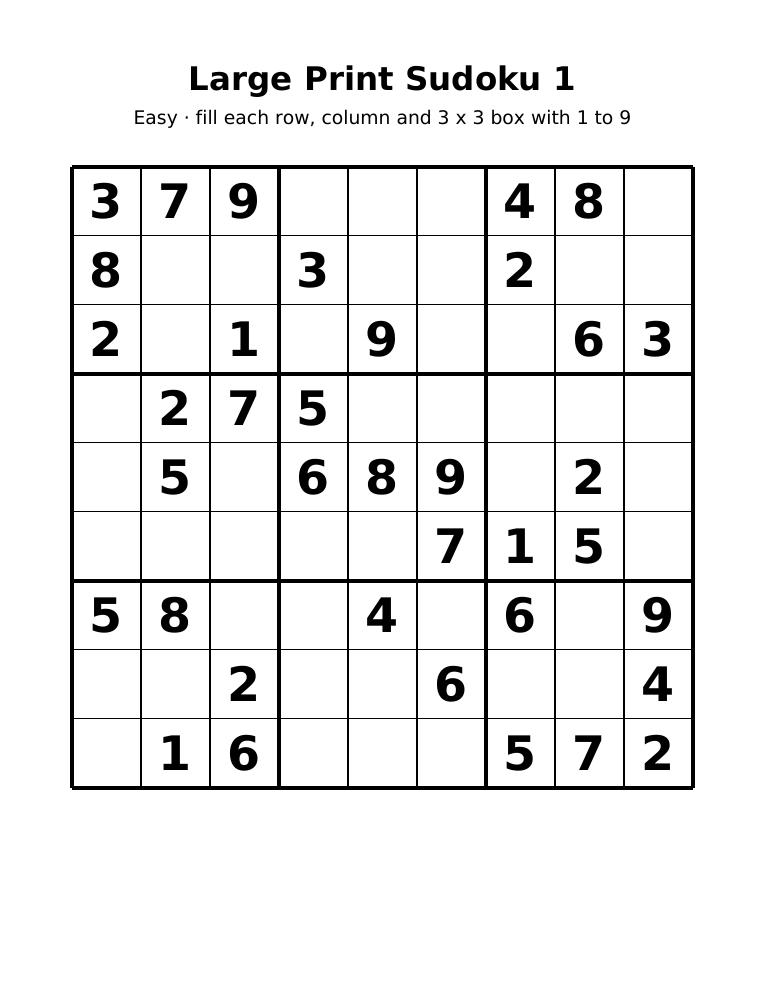 Large Print Sudoku 1
Easy · fill each row, column and 3 x 3 box with 1 to 9
3 7 9 4 8
8 3 2
2 1 9 6 3
2 7 5
5 6 8 9 2
7 1 5
5 8 4 6 9
2 6 4
1 6 5 7 2